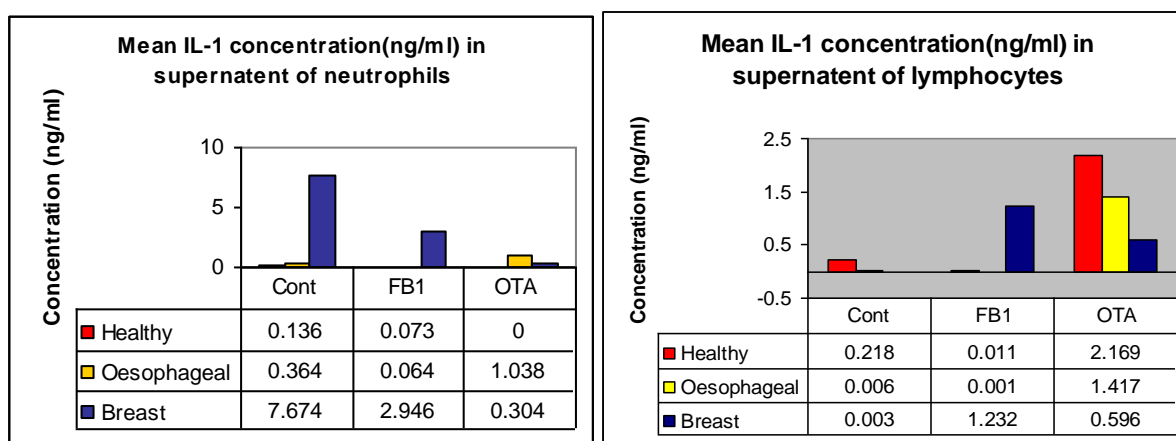 Mean IL-1 concentration(ng/ml) in
supernatent of neutrophils
Concentration (ng/ml)
10
5
0
Cont FB1 OTA
Healthy 0.136 0.073 0
Oesophageal 0.364 0.064 1.038
Breast 7.674 2.946 0.304
Mean IL-1 concentration(ng/ml) in
supernatent of lymphocytes
Concentration (ng/ml)
2.5
1.5
0.5
-0.5
Cont FB1 OTA
Healthy 0.218 0.011 2.169
Oesophageal 0.006 0.001 1.417
Breast 0.003 1.232 0.596